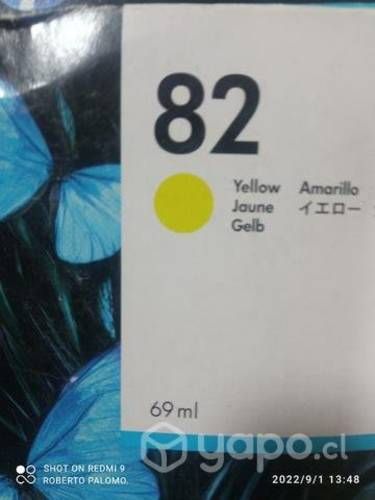 82
Yellow Amarillo
Jaune イエロー
Gelb
69 ml
yapo.cl
SHOT ON REDMI 9
ROBERTO PALOMO.
2022/9/1 13:48